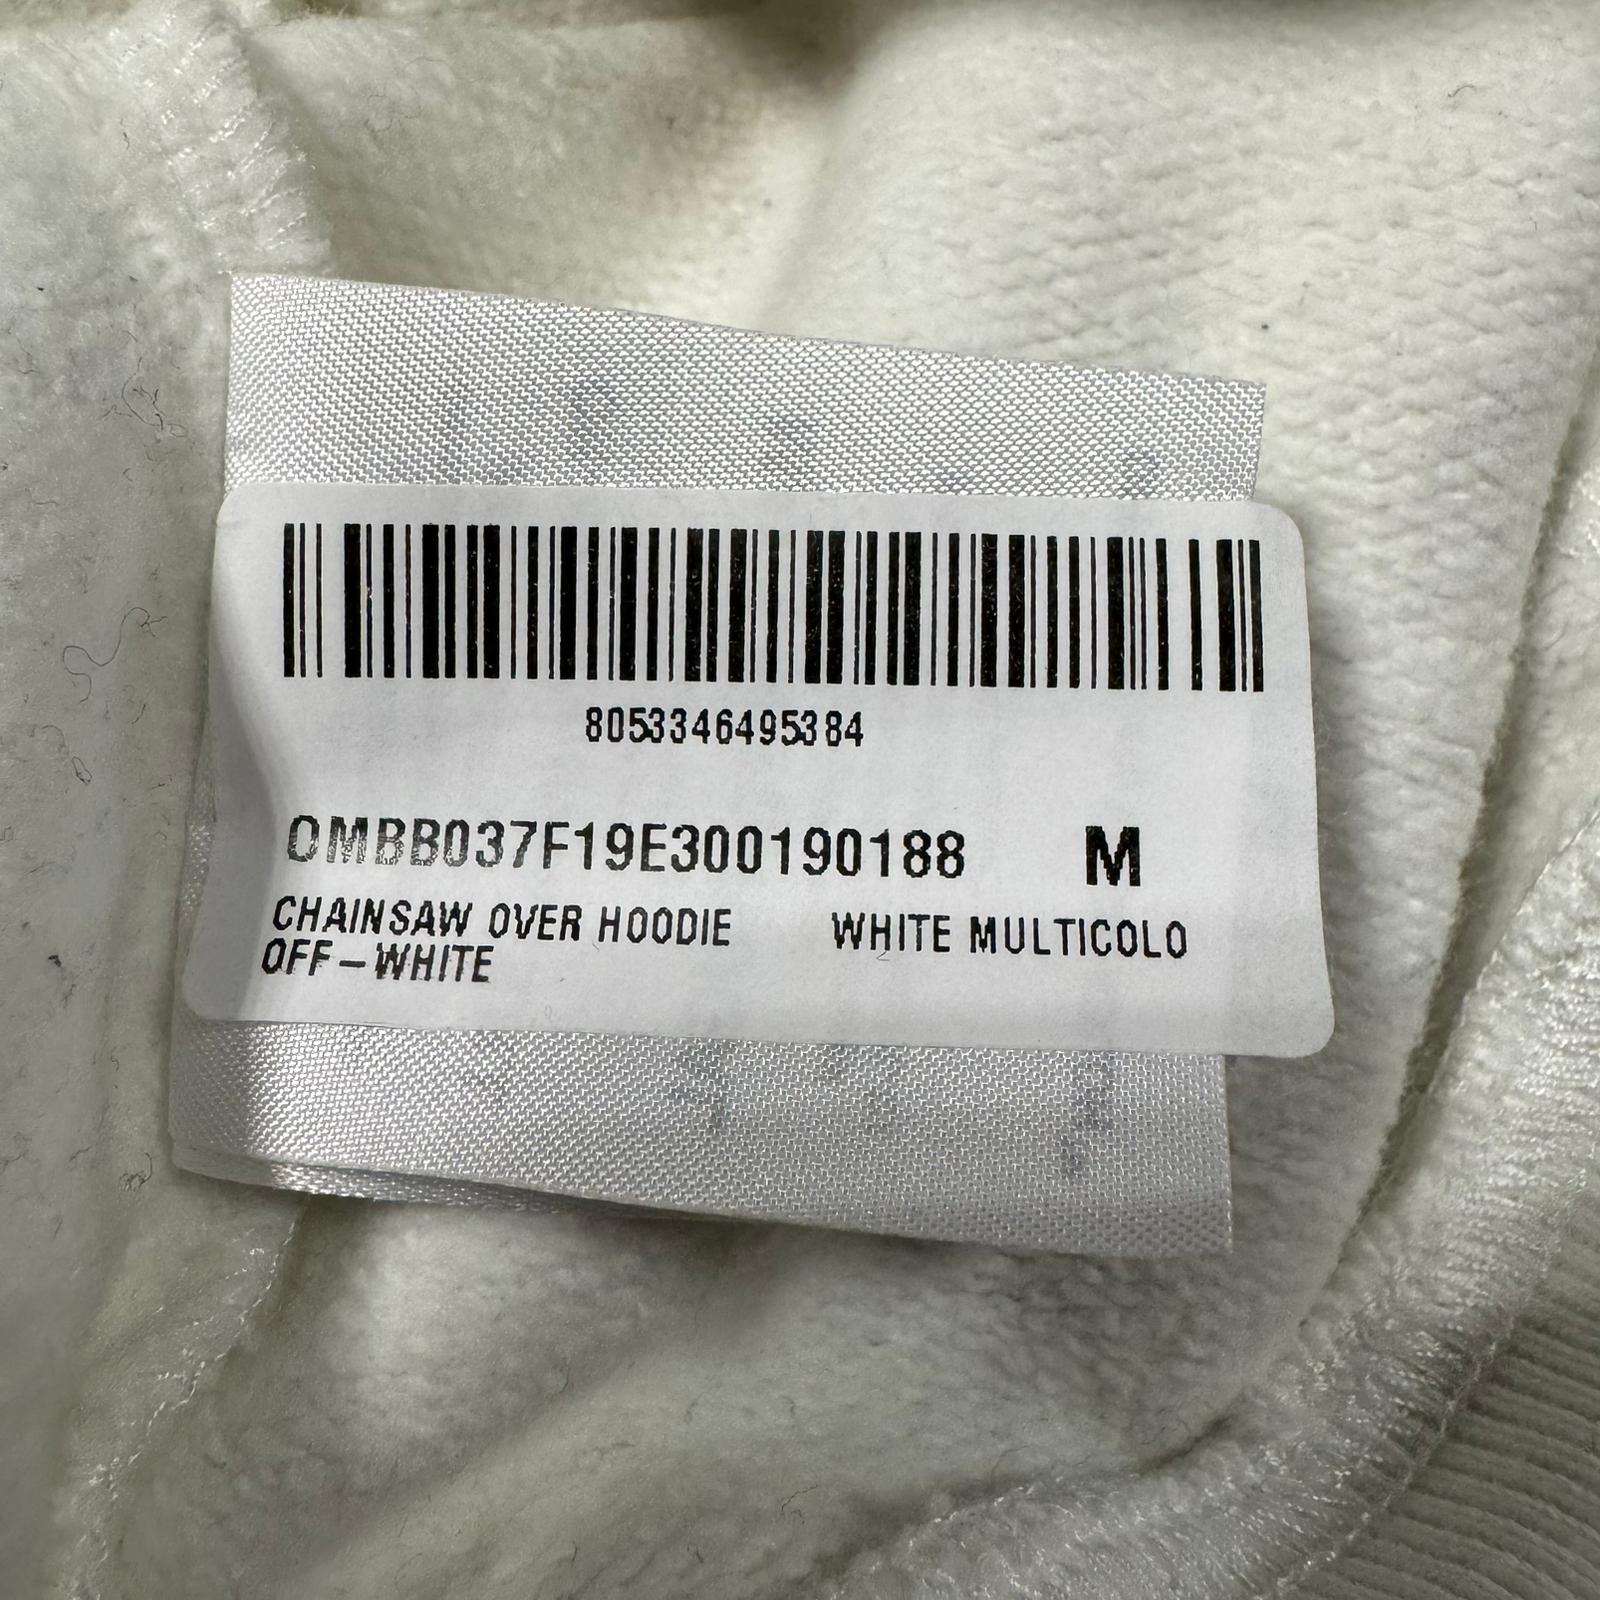 8053346495384
OMBB037F19E300190188 M
CHAINSAW OVER HOODIE WHITE MULTICOLO
OFF-WHITE